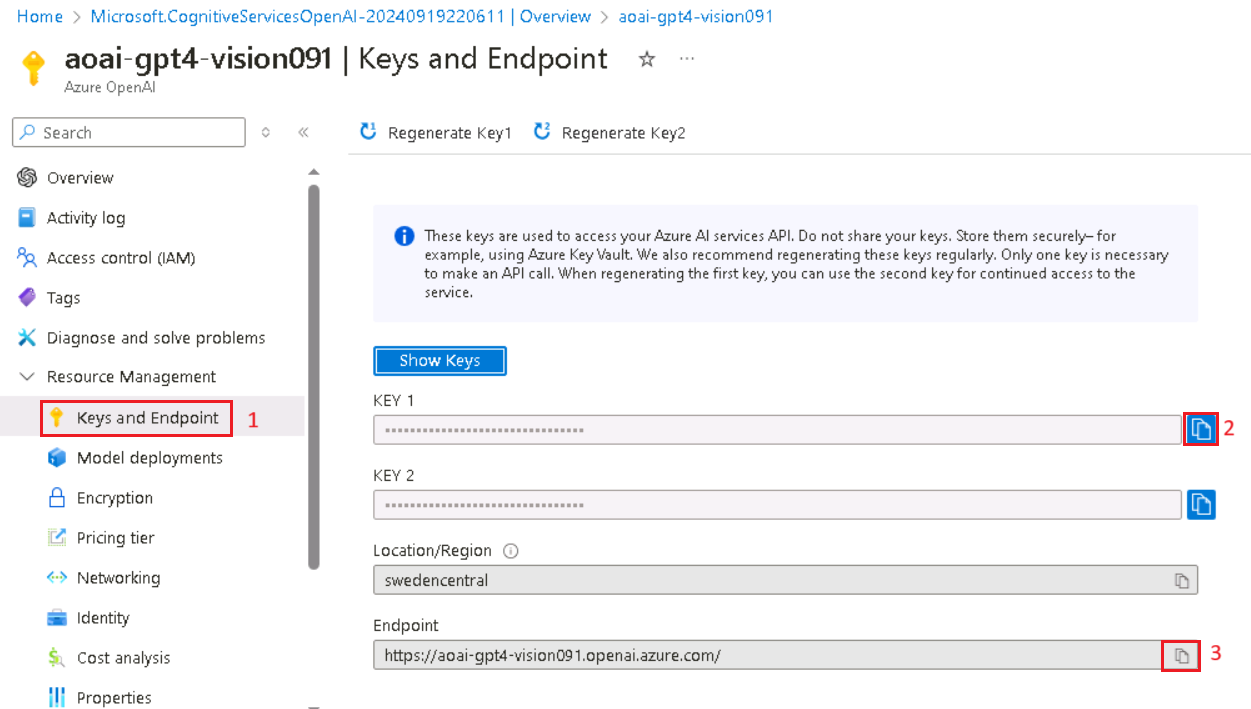 Home > Microsoft.CognitiveServicesOpenAI-20240919220611 | Overview > aoai-gpt4-vision091
aoai-gpt4-vision091 | Keys and Endpoint
Azure OpenAI
Search
Regenerate Key1
Regenerate Key2
Overview
Activity log
Access control (IAM)
Tags
Diagnose and solve problems
Resource Management
Keys and Endpoint
1
Model deployments
Encryption
Pricing tier
Networking
Identity
Cost analysis
Properties
These keys are used to access your Azure AI services API. Do not share your keys. Store them securely– for
example, using Azure Key Vault. We also recommend regenerating these keys regularly. Only one key is necessary
to make an API call. When regenerating the first key, you can use the second key for continued access to the
service.
Show Keys
KEY 1
2
KEY 2
Location/Region
swedencentral
Endpoint
https://aoai-gpt4-vision091.openai.azure.com/
3